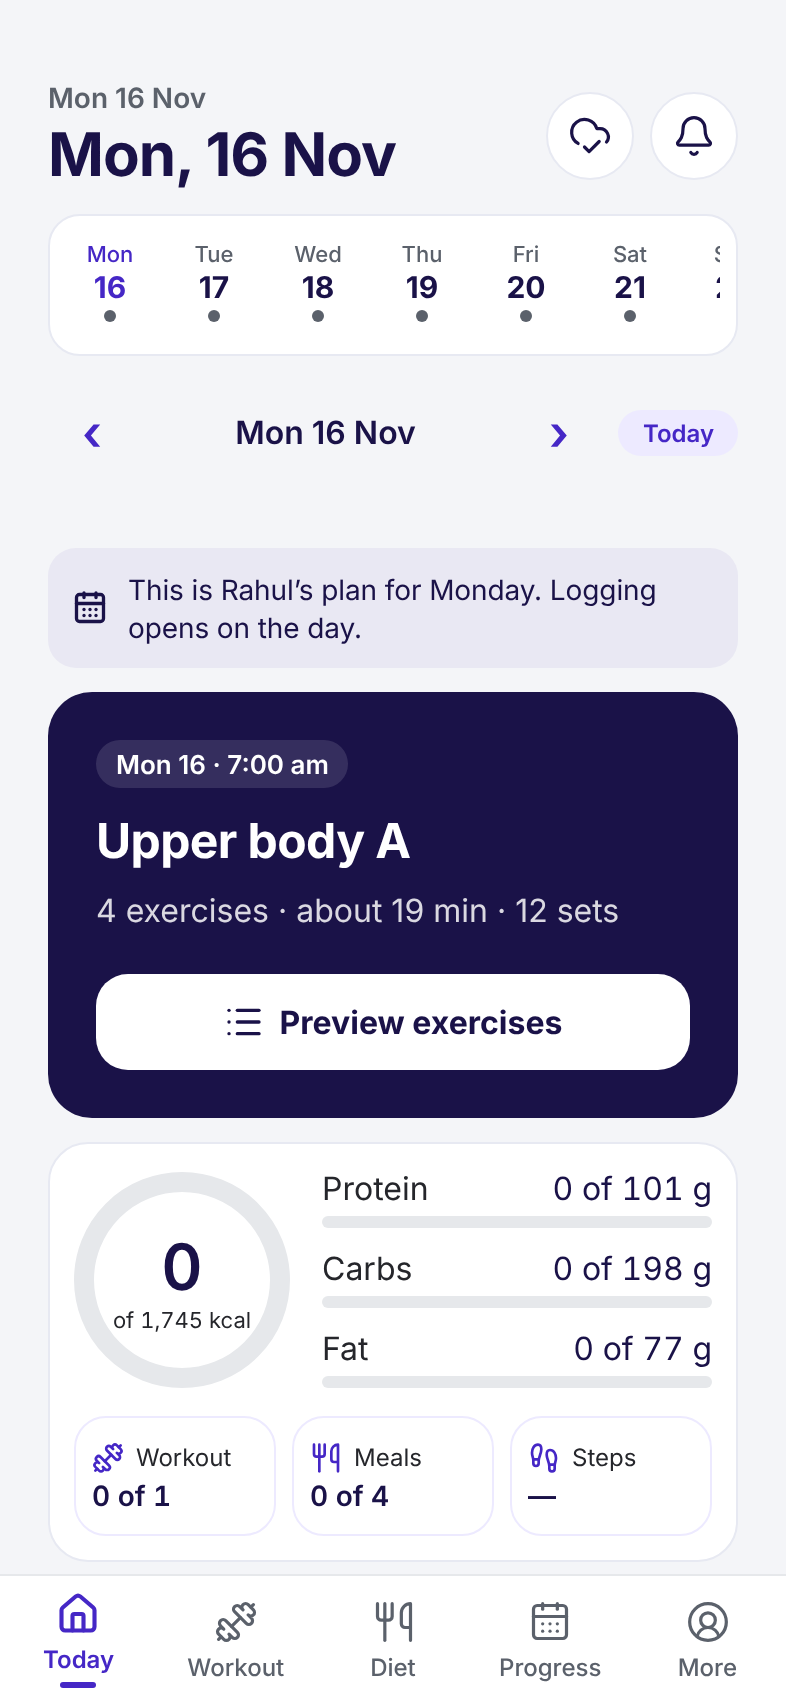 Mon 16 Nov
Mon, 16 Nov
Mon Tue Wed Thu Fri Sat
16 17 18 19 20 21
Mon 16 Nov
Today
This is Rahul’s plan for Monday. Logging
opens on the day.
Mon 16 · 7:00 am
Upper body A
4 exercises · about 19 min · 12 sets
Preview exercises
0
of 1,745 kcal
Protein 0 of 101 g
Carbs 0 of 198 g
Fat 0 of 77 g
Workout
0 of 1
Meals
0 of 4
Steps
—
Today Workout Diet Progress More